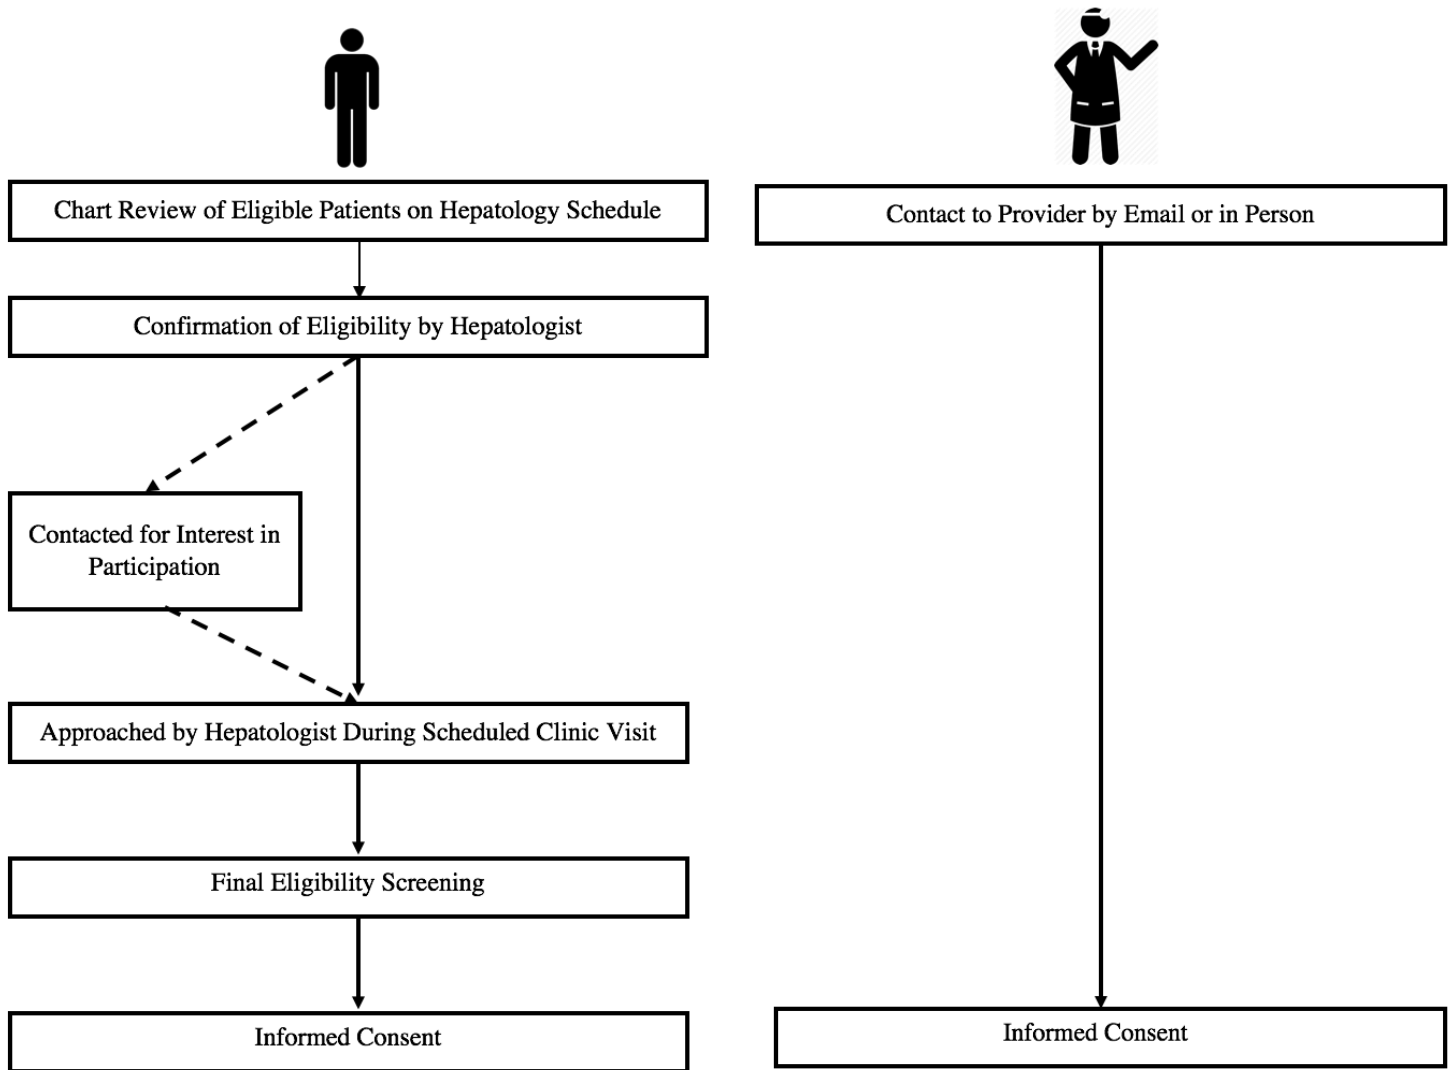 Chart Review of Eligible Patients on Hepatology Schedule
Confirmation of Eligibility by Hepatologist
Contacted for Interest in
Participation
Approached by Hepatologist During Scheduled Clinic Visit
Final Eligibility Screening
Informed Consent
Contact to Provider by Email or in Person
Informed Consent